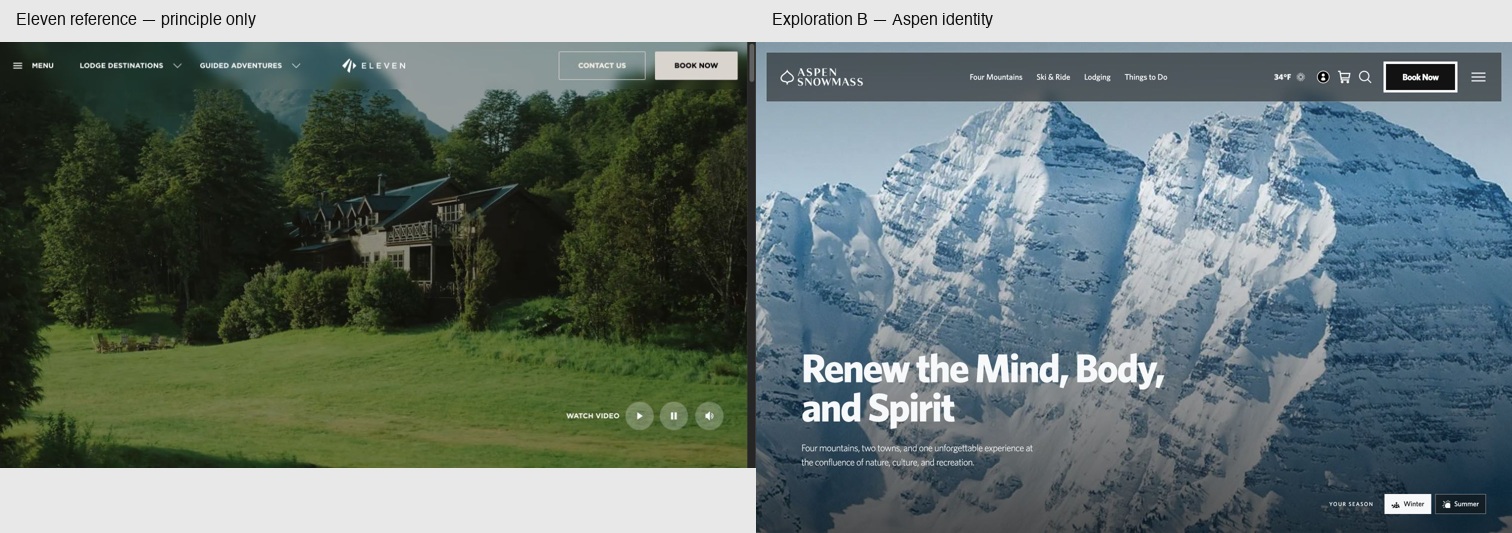 Eleven reference — principle only
Exploration B — Aspen identity
MENU
LODGE DESTINATIONS
GUIDED ADVENTURES
ELEVEN
CONTACT US
BOOK NOW
ASPEN
SNOWMASS
Four Mountains
Ski & Ride
Lodging
Things to Do
34°F
Book Now
Renew the Mind, Body,
and Spirit
WATCH VIDEO
Four mountains, two towns, and one unforgettable experience at
the confluence of nature, culture, and recreation.
YOUR SEASON
Winter
Summer